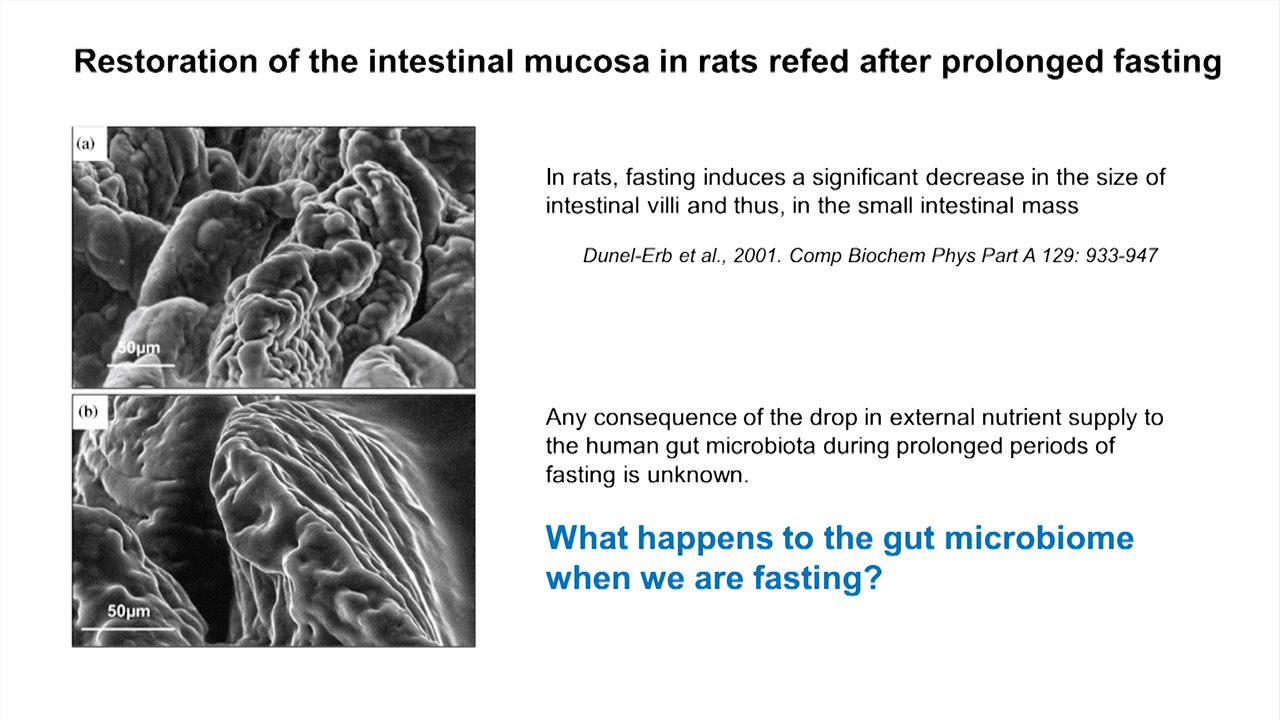 Restoration of the intestinal mucosa in rats refed after prolonged fasting
(a)
50µm
(b)
50µm
In rats, fasting induces a significant decrease in the size of
intestinal villi and thus, in the small intestinal mass
Dunel-Erb et al., 2001. Comp Biochem Phys Part A 129: 933-947
Any consequence of the drop in external nutrient supply to
the human gut microbiota during prolonged periods of
fasting is unknown.
What happens to the gut microbiome
when we are fasting?